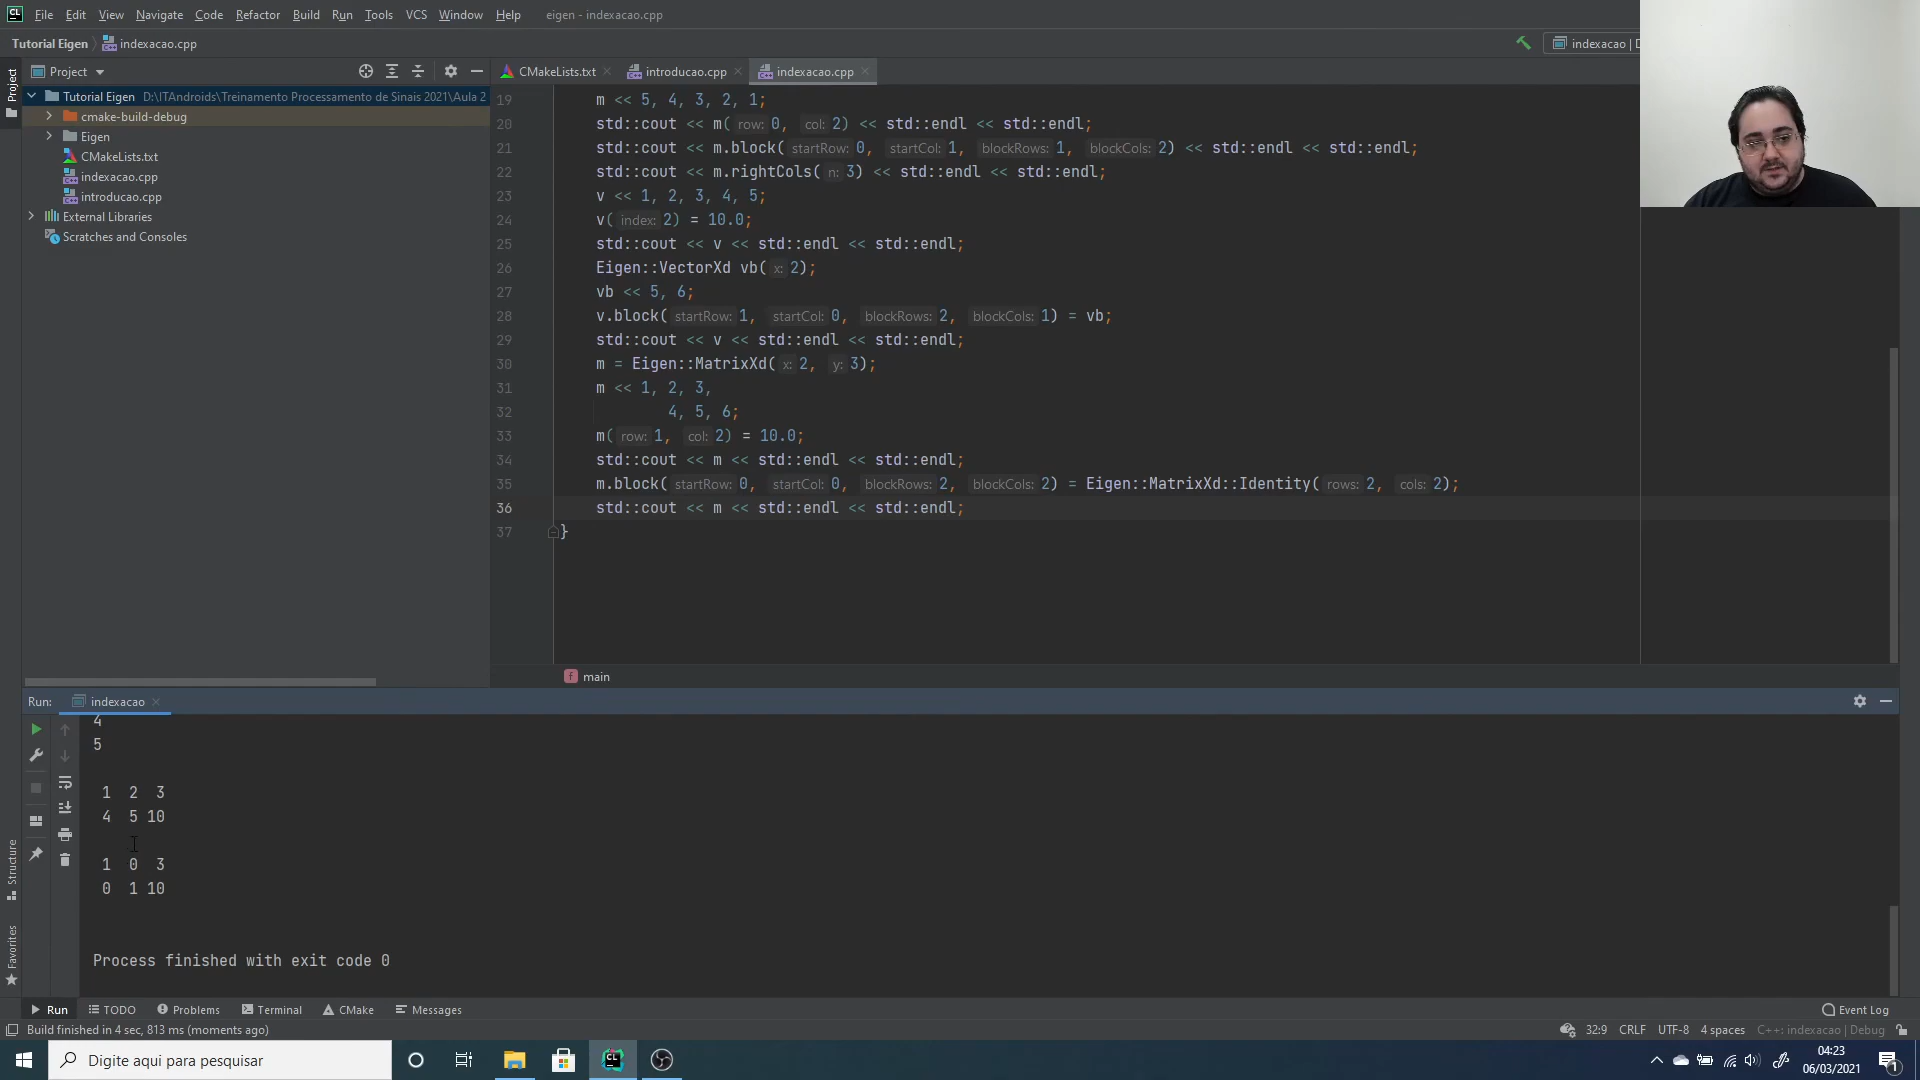 File Edit View Navigate Code Refactor Build Run Tools VCS Window Help eigen - indexacao.cpp
Tutorial Eigen indexacao.cpp
indexacao | D
Project
Project
CMakeLists.txt
introducao.cpp
indexacao.cpp
Tutorial Eigen D:\ITAndroids\Treinamento Processamento de Sinais 2021\Aula 2
cmake-build-debug
Eigen
CMakeLists.txt
indexacao.cpp
introducao.cpp
External Libraries
Scratches and Consoles
19 m << 5, 4, 3, 2, 1;
20 std::cout << m( row: 0, col: 2) << std::endl << std::endl;
21 std::cout << m.block( startRow: 0, startCol: 1, blockRows: 1, blockCols: 2) << std::endl << std::endl;
22 std::cout << m.rightCols( n: 3) << std::endl << std::endl;
23 v << 1, 2, 3, 4, 5;
24 v( index: 2) = 10.0;
25 std::cout << v << std::endl << std::endl;
26 Eigen::VectorXd vb( x: 2);
27 vb << 5, 6;
28 v.block( startRow: 1, startCol: 0, blockRows: 2, blockCols: 1) = vb;
29 std::cout << v << std::endl << std::endl;
30 m = Eigen::MatrixXd( x: 2, y: 3);
31 m << 1, 2, 3,
32 4, 5, 6;
33 m( row: 1, col: 2) = 10.0;
34 std::cout << m << std::endl << std::endl;
35 m.block( startRow: 0, startCol: 0, blockRows: 2, blockCols: 2) = Eigen::MatrixXd::Identity( rows: 2, cols: 2);
36 std::cout << m << std::endl << std::endl;
37 }
f main
Run: indexacao
4
5
1 2 3
4 5 10
1 0 3
0 1 10
Process finished with exit code 0
Structure
Favorites
Run TODO Problems Terminal CMake Messages Event Log
Build finished in 4 sec, 813 ms (moments ago)
32:9 CRLF UTF-8 4 spaces C++: indexacao | Debug
Digite aqui para pesquisar
04:23
06/03/2021
1